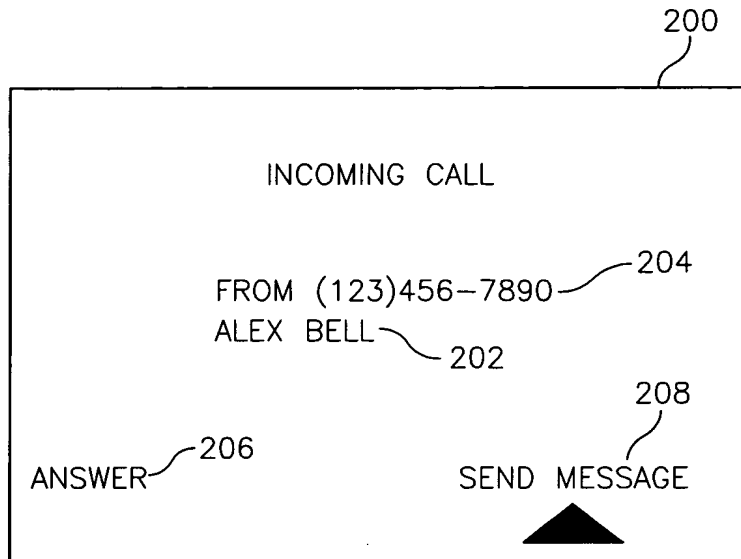 200
INCOMING CALL
FROM (123)456-7890 204
ALEX BELL 202
208
ANSWER 206 SEND MESSAGE